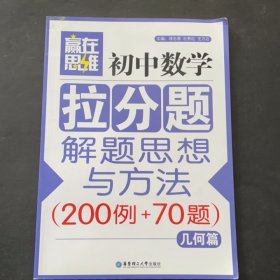 赢在
思维
初中数学
拉分题
解题思想
与方法
(200例+70题)
几何篇
华东理工大学出版社